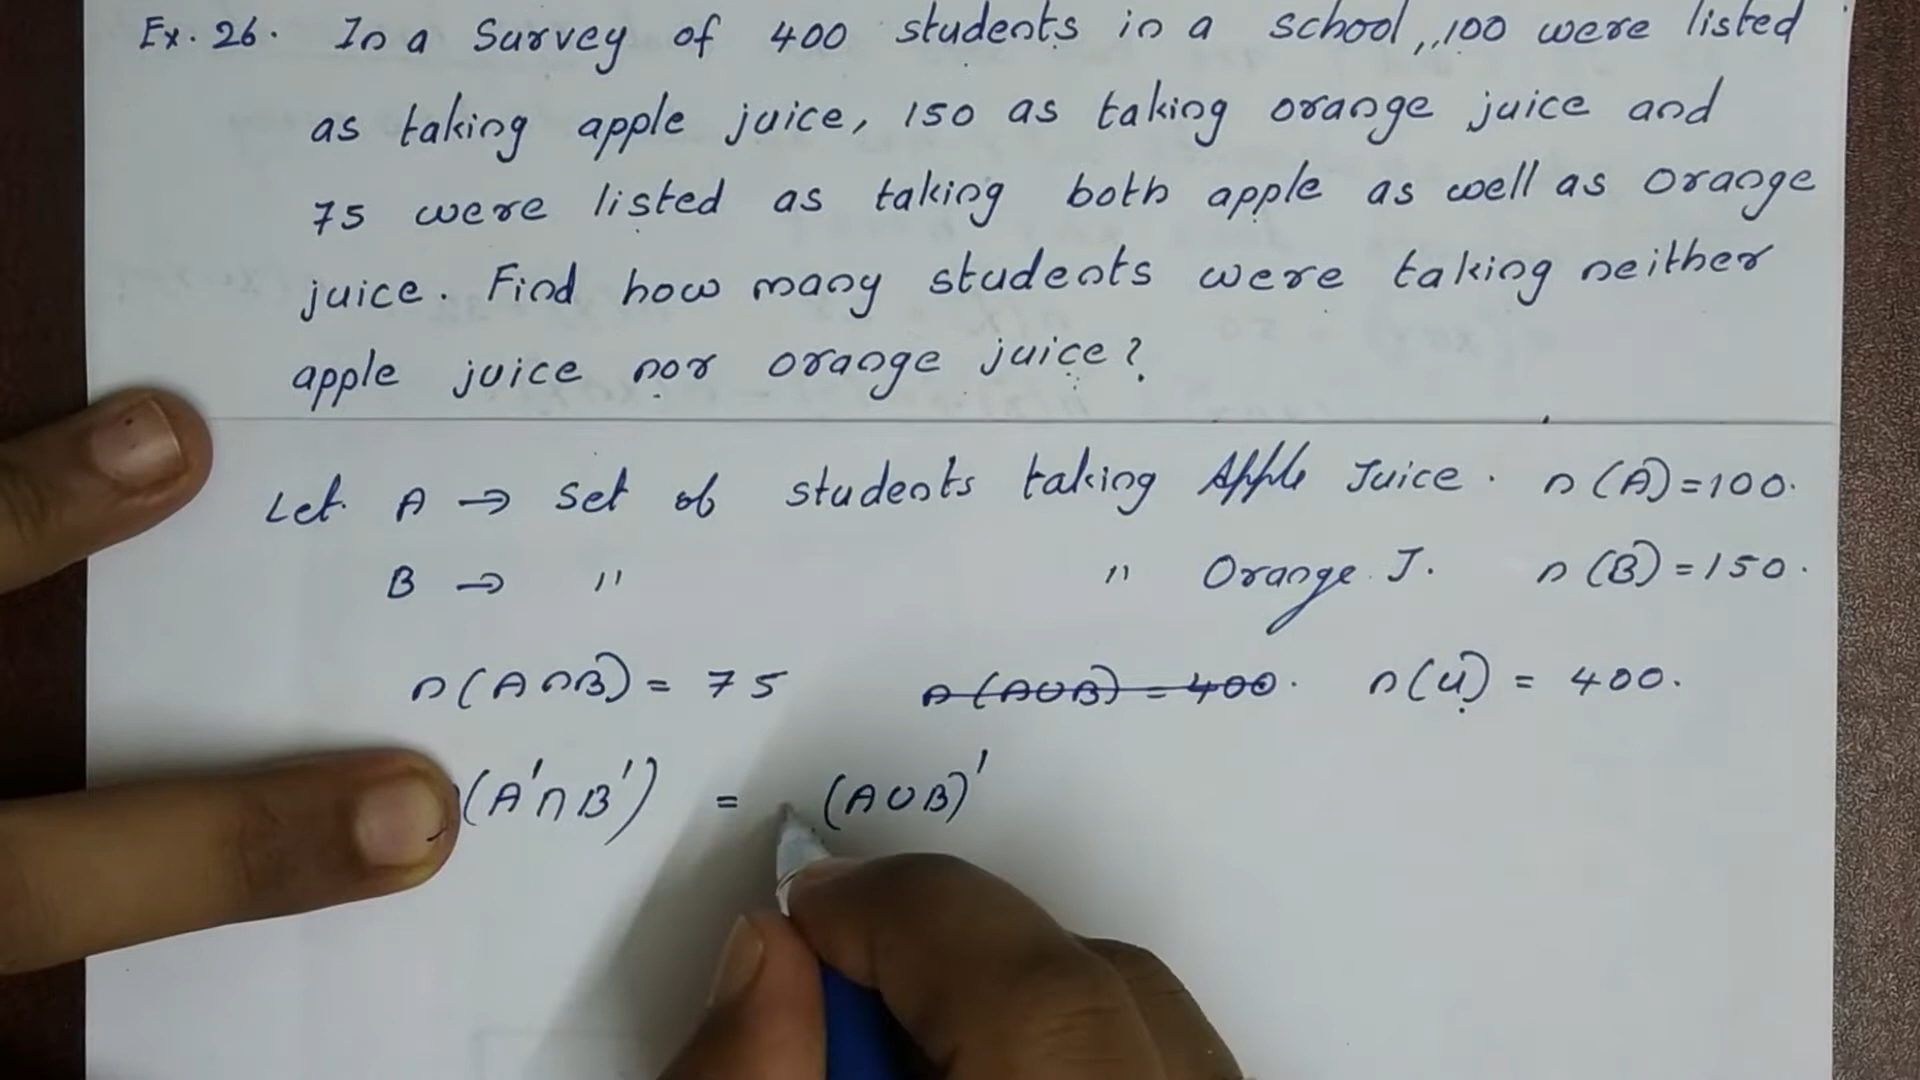 Ex. 26. In a Survey of 400 students in a school, 100 were listed
as taking apple juice, 150 as taking orange juice and
75 were listed as taking both apple as well as orange
juice. Find how many students were taking neither
apple juice nor orange juice?
Let A → set of students taking Apple Juice. n(A)=100.
B → " " Orange J. n(B)=150.
n(A∩B) = 75 n(A∪B) = 400. n(U) = 400.
(A'∩B') = (A∪B)'